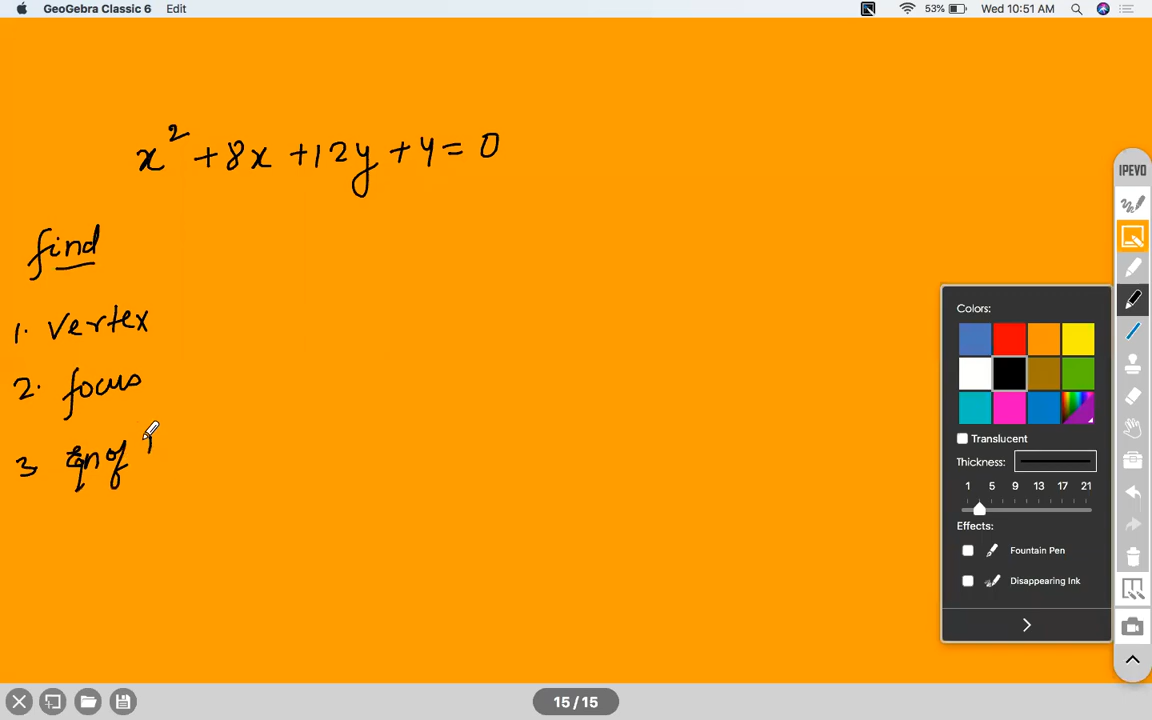 GeoGebra Classic 6 Edit 53% Wed 10:51 AM
x² + 8x + 12y + 4 = 0
find
1. Vertex
2. focus
3 Eqn of
IPEVO
Colors:
Translucent
Thickness:
1 5 9 13 17 21
Effects:
Fountain Pen
Disappearing Ink
15 / 15